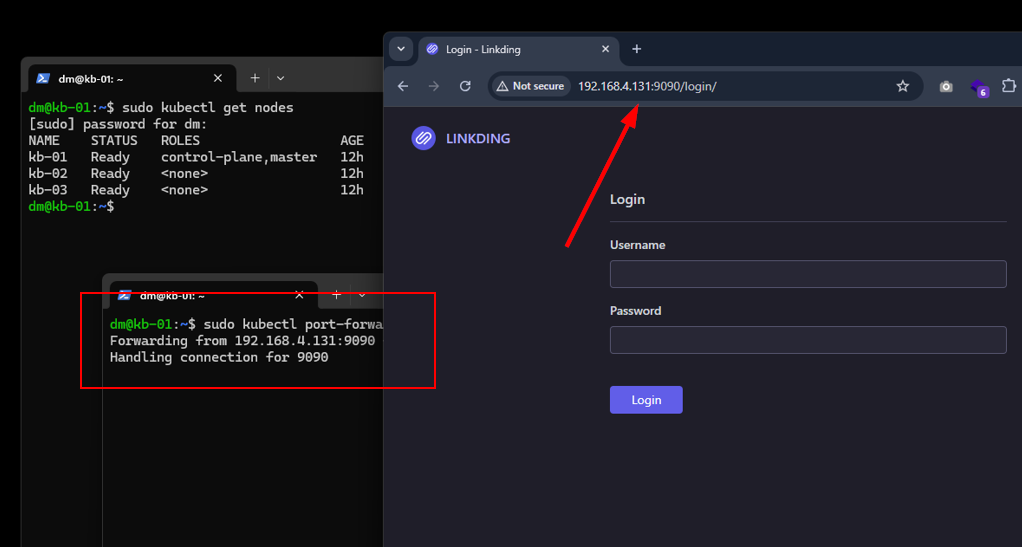 dm@kb-01: ~
dm@kb-01:~$ sudo kubectl get nodes
[sudo] password for dm:
NAME STATUS ROLES AGE
kb-01 Ready control-plane,master 12h
kb-02 Ready <none> 12h
kb-03 Ready <none> 12h
dm@kb-01:~$
dm@kb-01: ~
dm@kb-01:~$ sudo kubectl port-forwa
Forwarding from 192.168.4.131:9090
Handling connection for 9090
Login - Linkding
Not secure 192.168.4.131:9090/login/
6
LINKDING
Login
Username
Password
Login